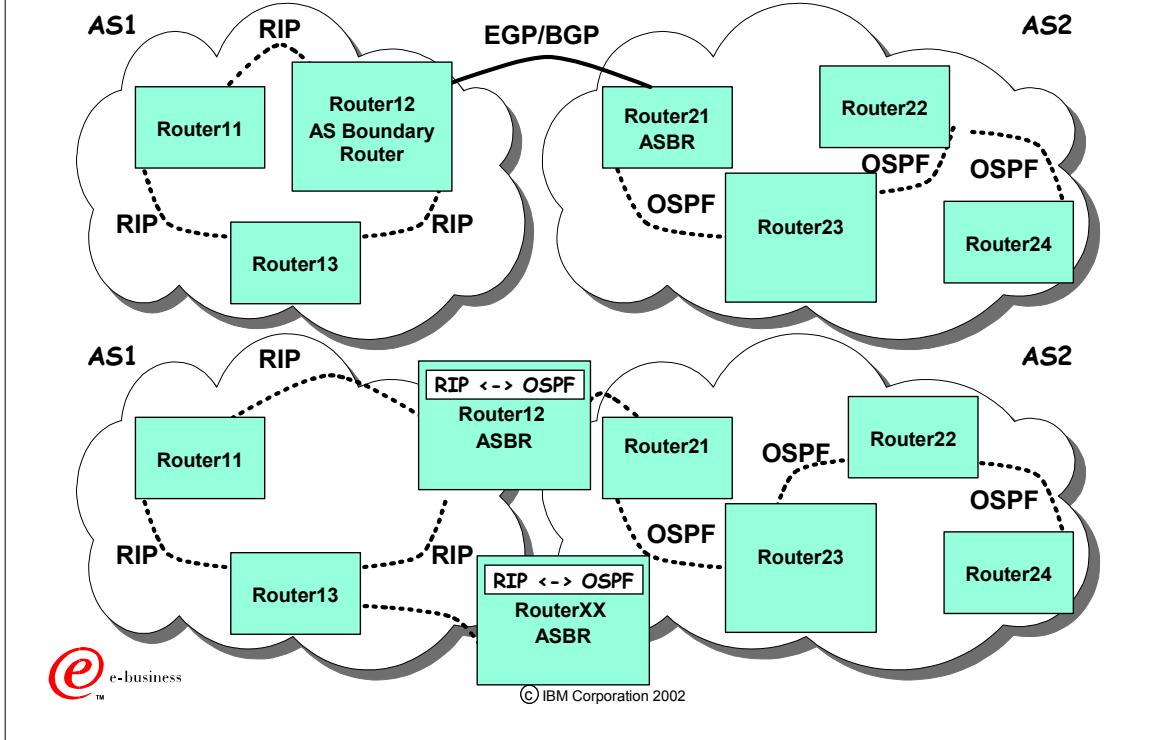 AS1
RIP
EGP/BGP
AS2
Router11
Router12
AS Boundary
Router
Router21
ASBR
Router22
OSPF
OSPF
RIP
RIP
OSPF
Router13
Router23
Router24
AS1
RIP
AS2
RIP <-> OSPF
Router12
ASBR
Router11
Router21
Router22
OSPF
OSPF
RIP
RIP
OSPF
Router13
Router23
Router24
RIP <-> OSPF
RouterXX
ASBR
e e-business
TM
© IBM Corporation 2002